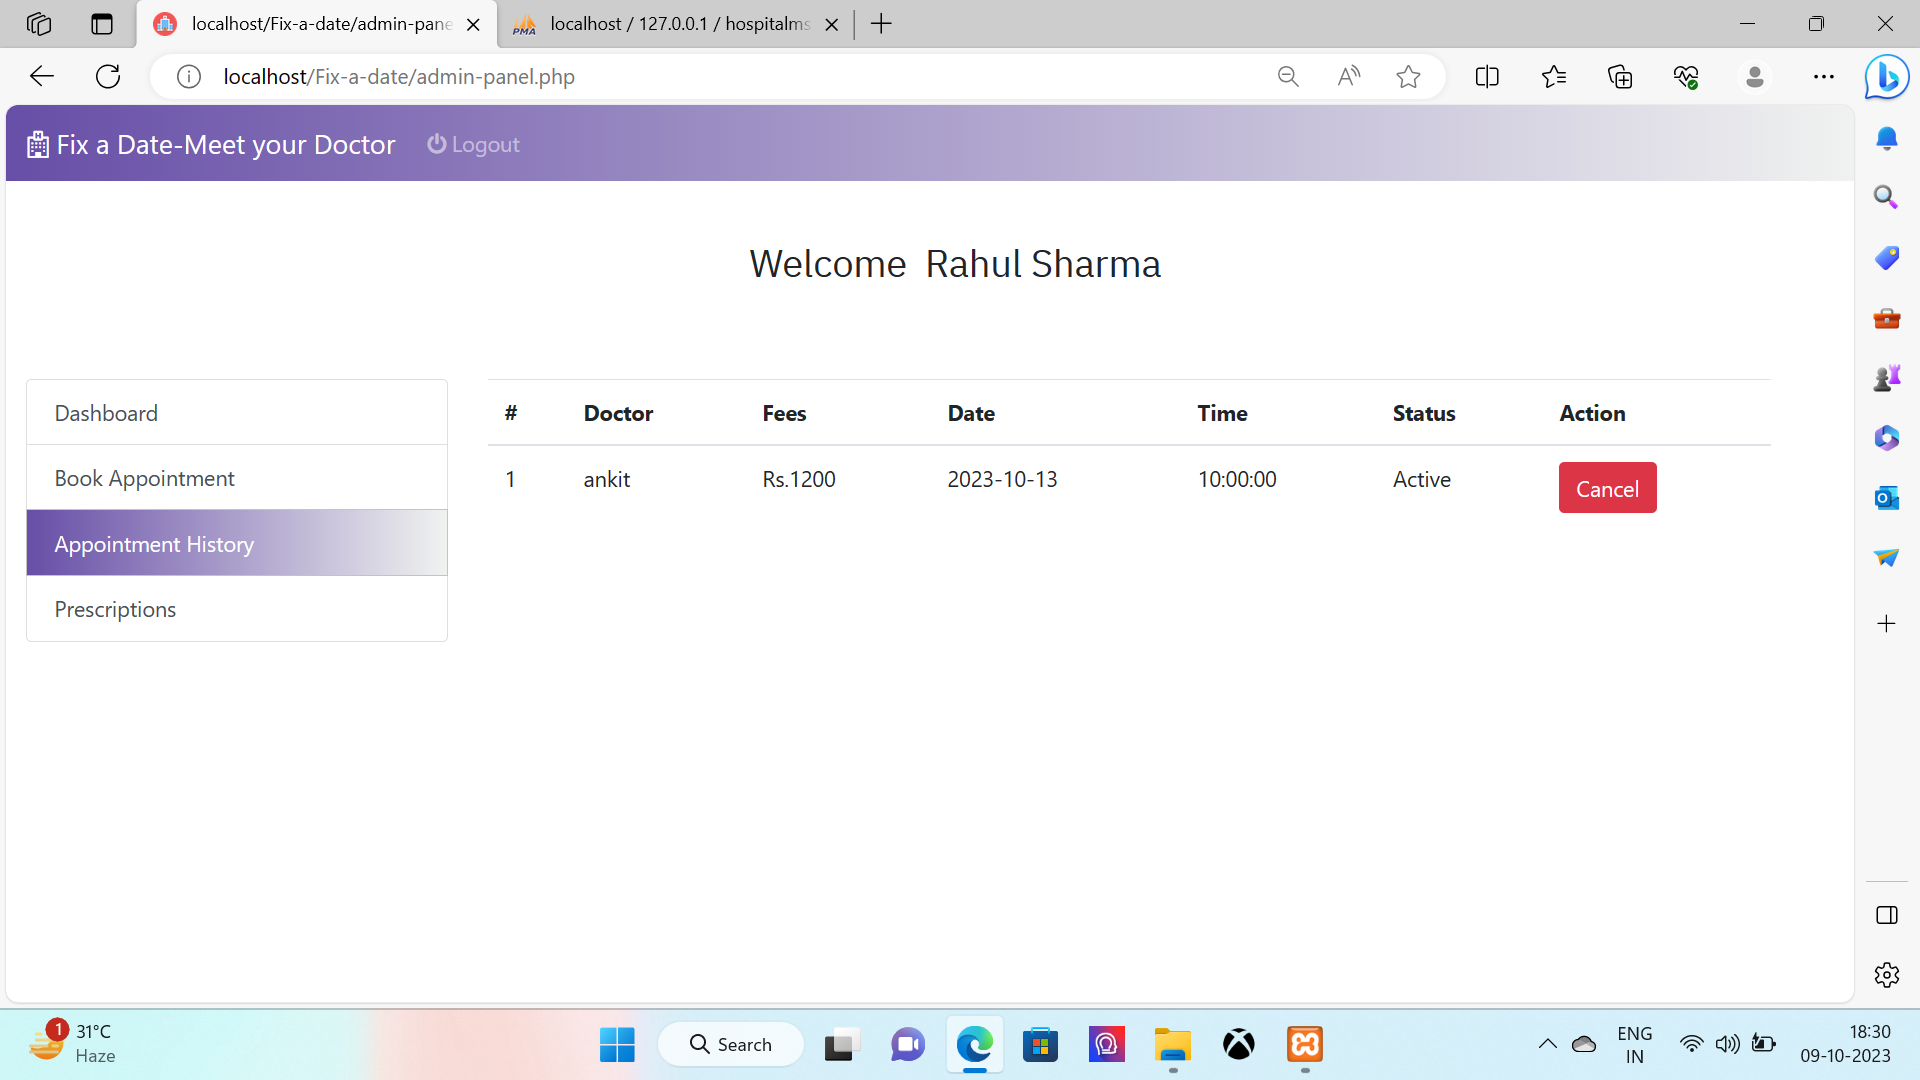 localhost/Fix-a-date/admin-pane
PMA localhost / 127.0.0.1 / hospitalms
localhost/Fix-a-date/admin-panel.php
Fix a Date-Meet your Doctor Logout
Welcome Rahul Sharma
Dashboard
Book Appointment
Appointment History
Prescriptions
# Doctor Fees Date Time Status Action
1 ankit Rs.1200 2023-10-13 10:00:00 Active Cancel
1 31°C
Haze
Search
ENG
IN
18:30
09-10-2023